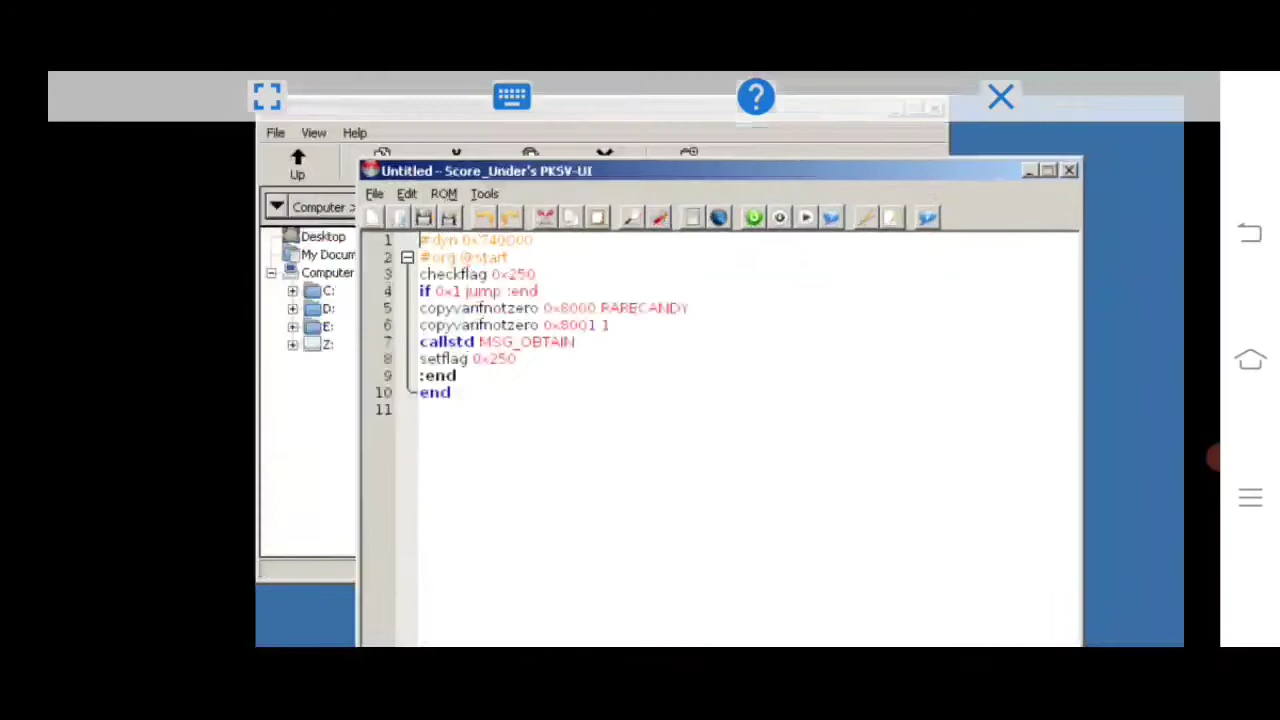 File View Help
Up
Untitled - Score_Under's PKSV-UI
File Edit ROM Tools
Computer >
Desktop
My Docum
Computer
C:
D:
E:
Z:
1 #dyn 0x740000
2 #org @start
3 checkflag 0x250
4 if 0x1 jump :end
5 copyvarifnotzero 0x8000 RARECANDY
6 copyvarifnotzero 0x8001 1
7 callstd MSG_OBTAIN
8 setflag 0x250
9 :end
10 end
11